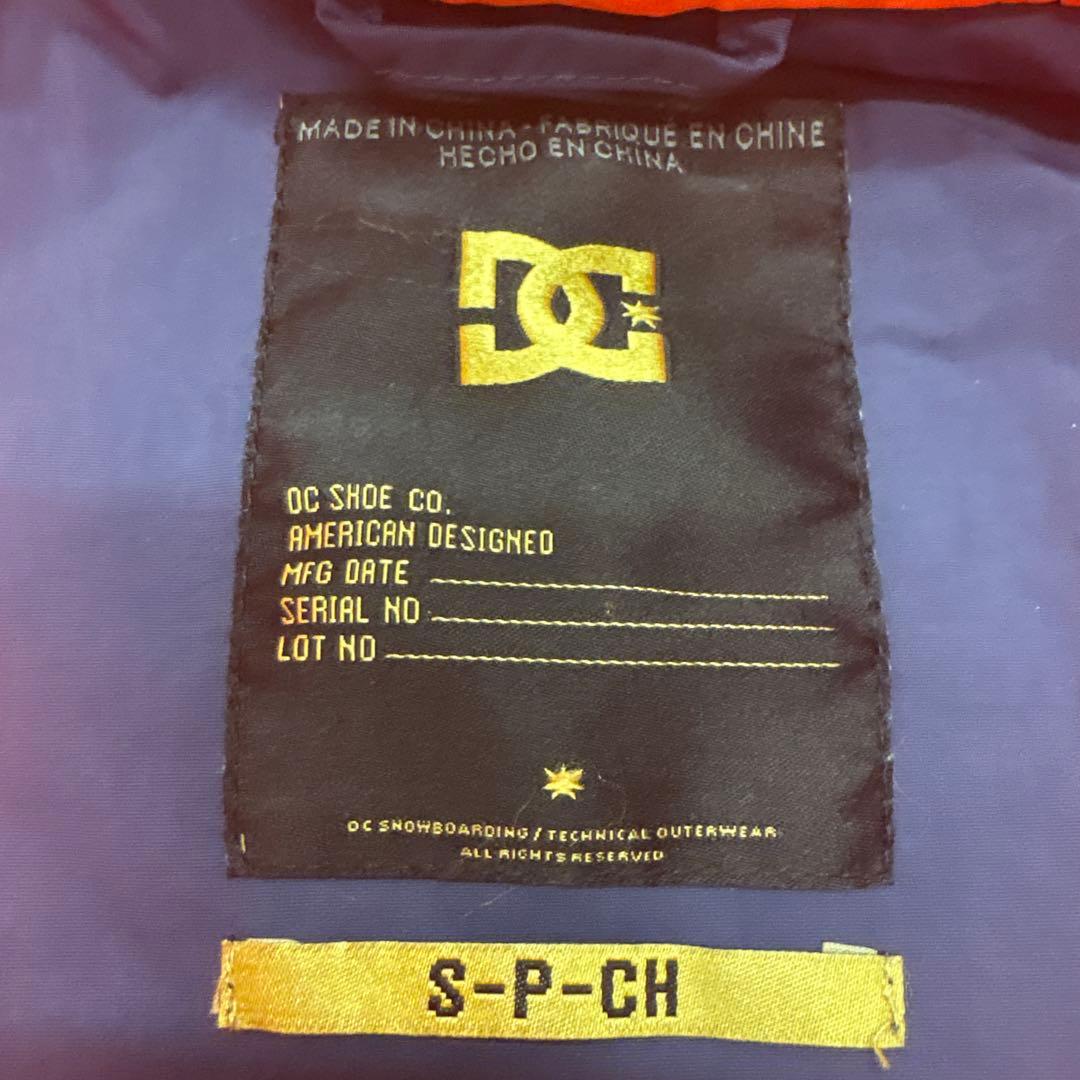 MADE IN CHINA - FABRIQUÉ EN CHINE
HECHO EN CHINA
DC
DC SHOE CO.
AMERICAN DESIGNED
MFG DATE
SERIAL NO
LOT NO
DC SNOWBOARDING / TECHNICAL OUTERWEAR
ALL RIGHTS RESERVED
S-P-CH